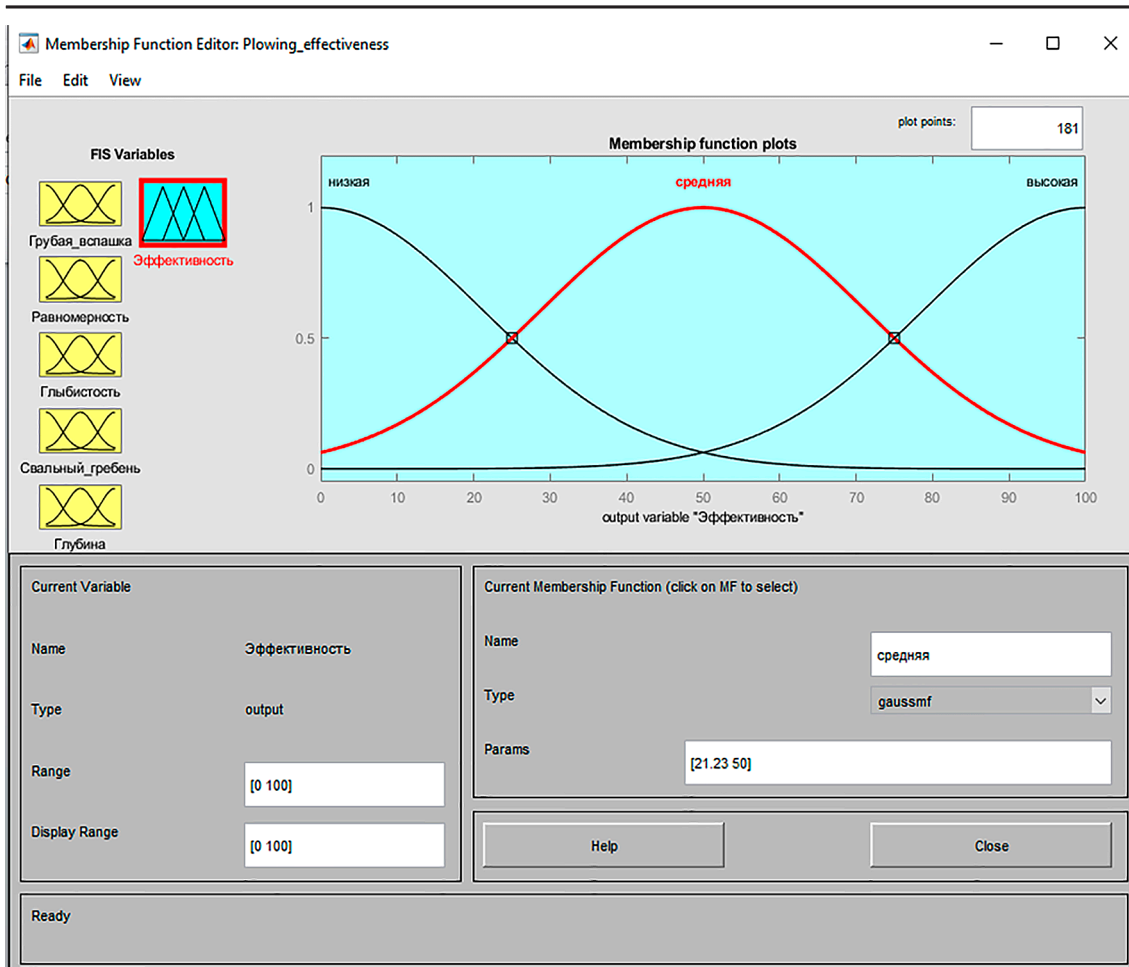 Membership Function Editor: Plowing_effectiveness
File Edit View
FIS Variables
Грубая_вспашка
Эффективность
Равномерность
Глыбистость
Свальный_гребень
Глубина
plot points:
181
Membership function plots
низкая
средняя
высокая
1
0.5
0
0 10 20 30 40 50 60 70 80 90 100
output variable "Эффективность"
Current Variable
Name Эффективность
Type output
Range [0 100]
Display Range [0 100]
Current Membership Function (click on MF to select)
Name средняя
Type gaussmf
Params [21.23 50]
Help
Close
Ready